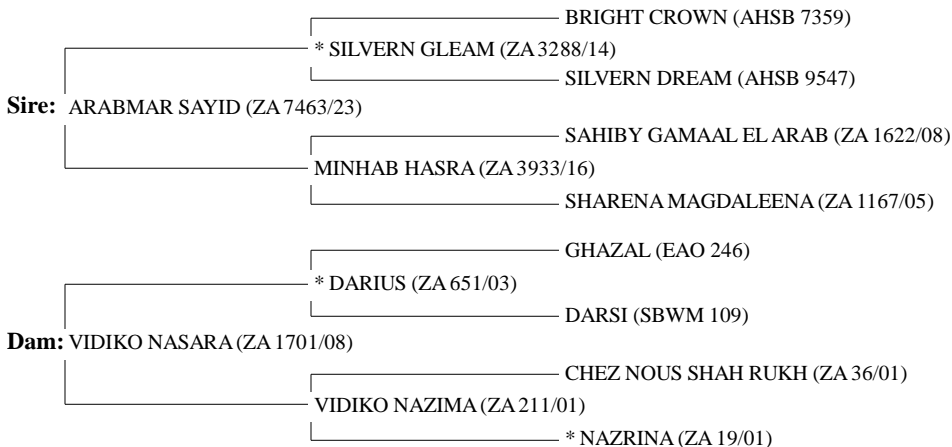 BRIGHT CROWN (AHSB 7359)
* SILVERN GLEAM (ZA 3288/14)
SILVERN DREAM (AHSB 9547)
Sire: ARABMAR SAYID (ZA 7463/23)
SAHIBY GAMAAL EL ARAB (ZA 1622/08)
MINHAB HASRA (ZA 3933/16)
SHARENA MAGDALEENA (ZA 1167/05)
GHAZAL (EAO 246)
* DARIUS (ZA 651/03)
DARSI (SBWM 109)
Dam: VIDIKO NASARA (ZA 1701/08)
CHEZ NOUS SHAH RUKH (ZA 36/01)
VIDIKO NAZIMA (ZA 211/01)
* NAZRINA (ZA 19/01)